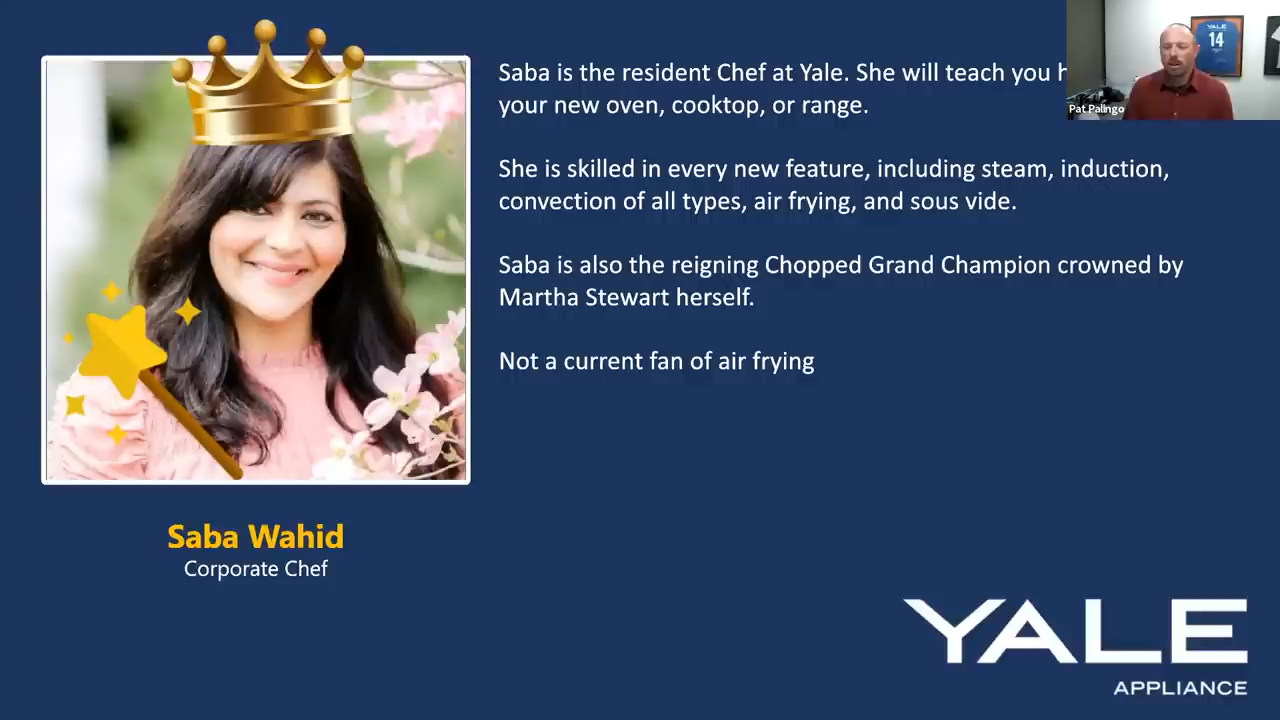 Saba is the resident Chef at Yale. She will teach you
your new oven, cooktop, or range.
She is skilled in every new feature, including steam, induction,
convection of all types, air frying, and sous vide.
Saba is also the reigning Chopped Grand Champion crowned by
Martha Stewart herself.
Not a current fan of air frying
Saba Wahid
Corporate Chef
YALE
APPLIANCE
YALE
14
Pat Palingo